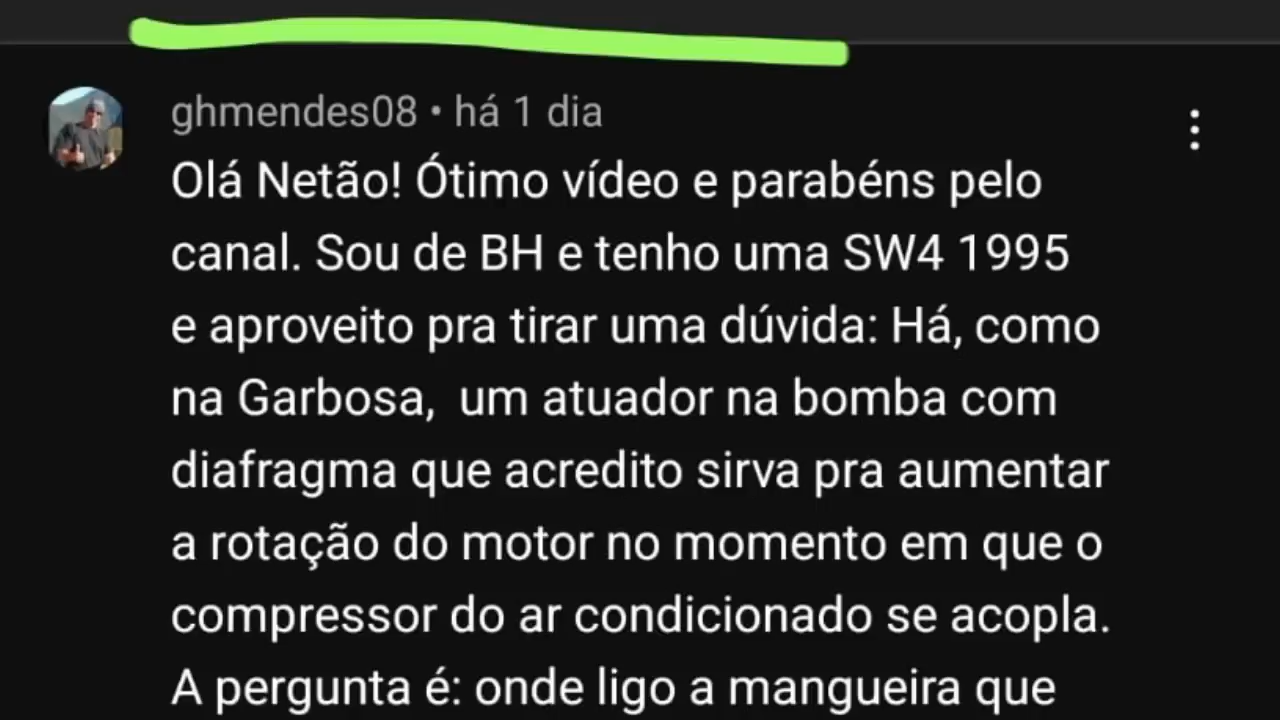 ghmendes08 • há 1 dia
Olá Netão! Ótimo vídeo e parabéns pelo
canal. Sou de BH e tenho uma SW4 1995
e aproveito pra tirar uma dúvida: Há, como
na Garbosa,  um atuador na bomba com
diafragma que acredito sirva pra aumentar
a rotação do motor no momento em que o
compressor do ar condicionado se acopla.
A pergunta é: onde ligo a mangueira que